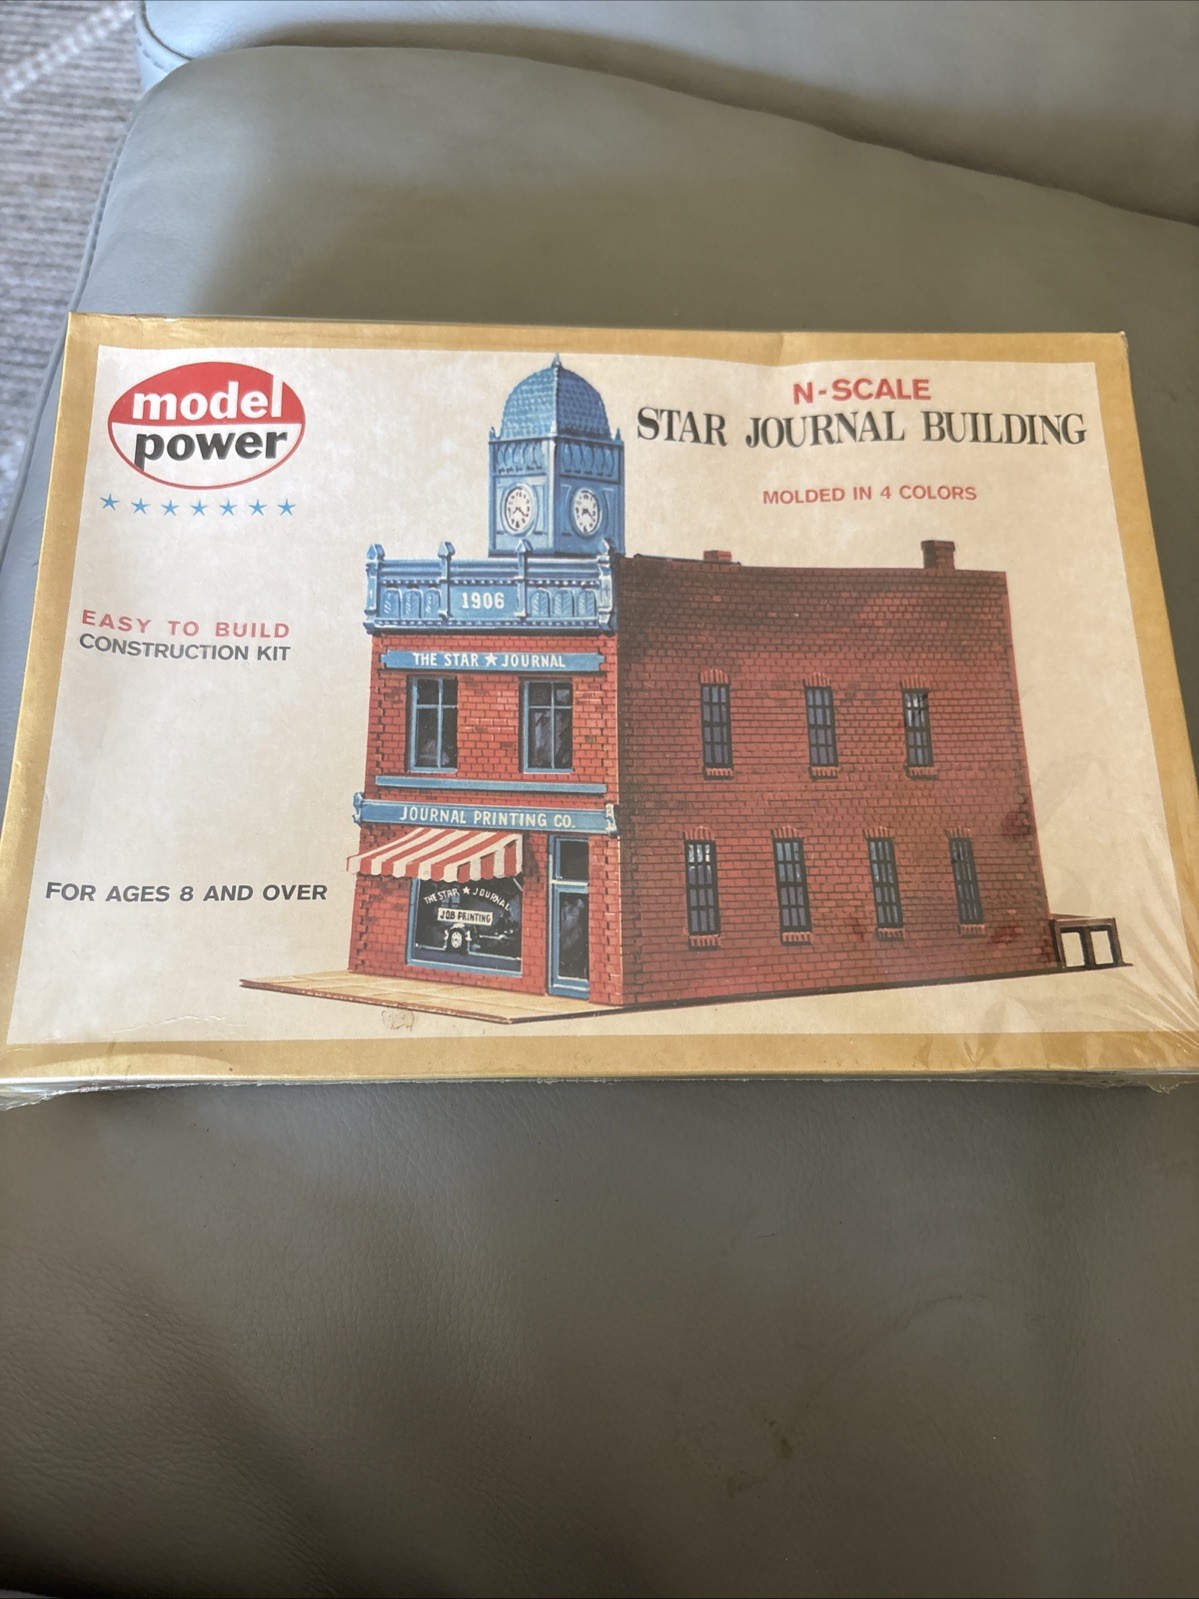 model
power
N-SCALE
STAR JOURNAL BUILDING
MOLDED IN 4 COLORS
EASY TO BUILD
CONSTRUCTION KIT
FOR AGES 8 AND OVER
1906
THE STAR ★ JOURNAL
JOURNAL PRINTING CO.
THE STAR ★ JOURNAL
JOB PRINTING